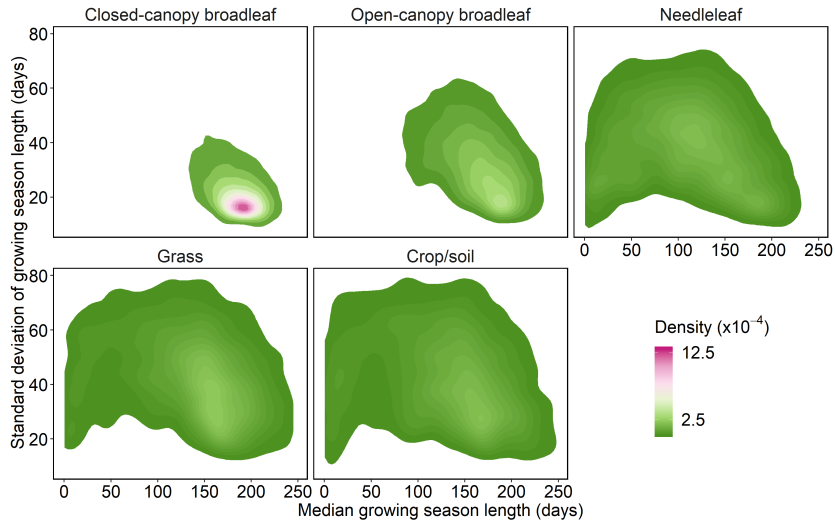 Closed-canopy broadleaf Open-canopy broadleaf Needleleaf
80
60
40
20
0 50 100 150 200 250
Grass Crop/soil
80
60
40
20
0 50 100 150 200 250 0 50 100 150 200 250
Standard deviation of growing season length (days)
Median growing season length (days)
Density (x10⁻⁴)
12.5
2.5